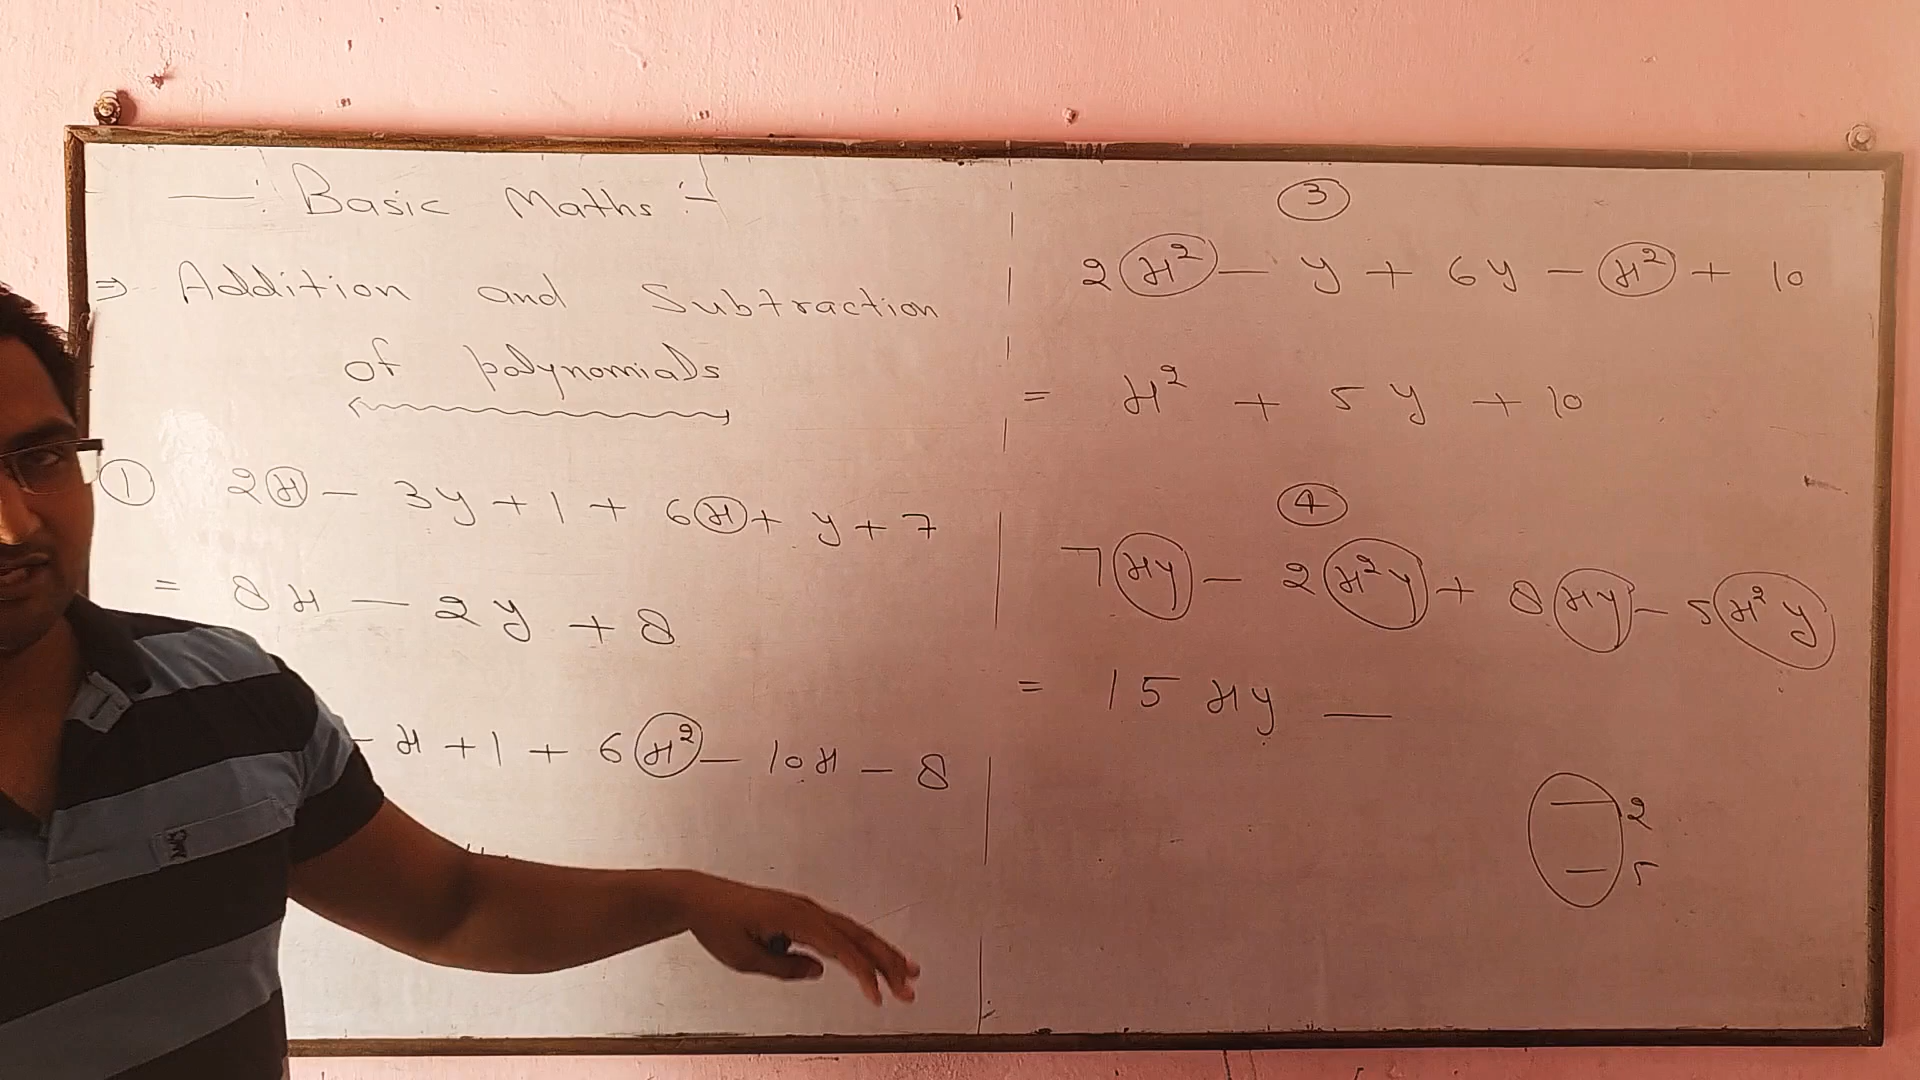 —: Basic Maths :-
⇒ Addition and Subtraction
of polynomials
① 2x - 3y + 1 + 6x + y + 7
= 8x - 2y + 8
- x + 1 + 6x² - 10x - 8
③
2x² - y + 6y - x² + 10
= x² + 5y + 10
④
7xy - 2x²y + 8xy - 5x²y
= 15xy —
- 2
- 5